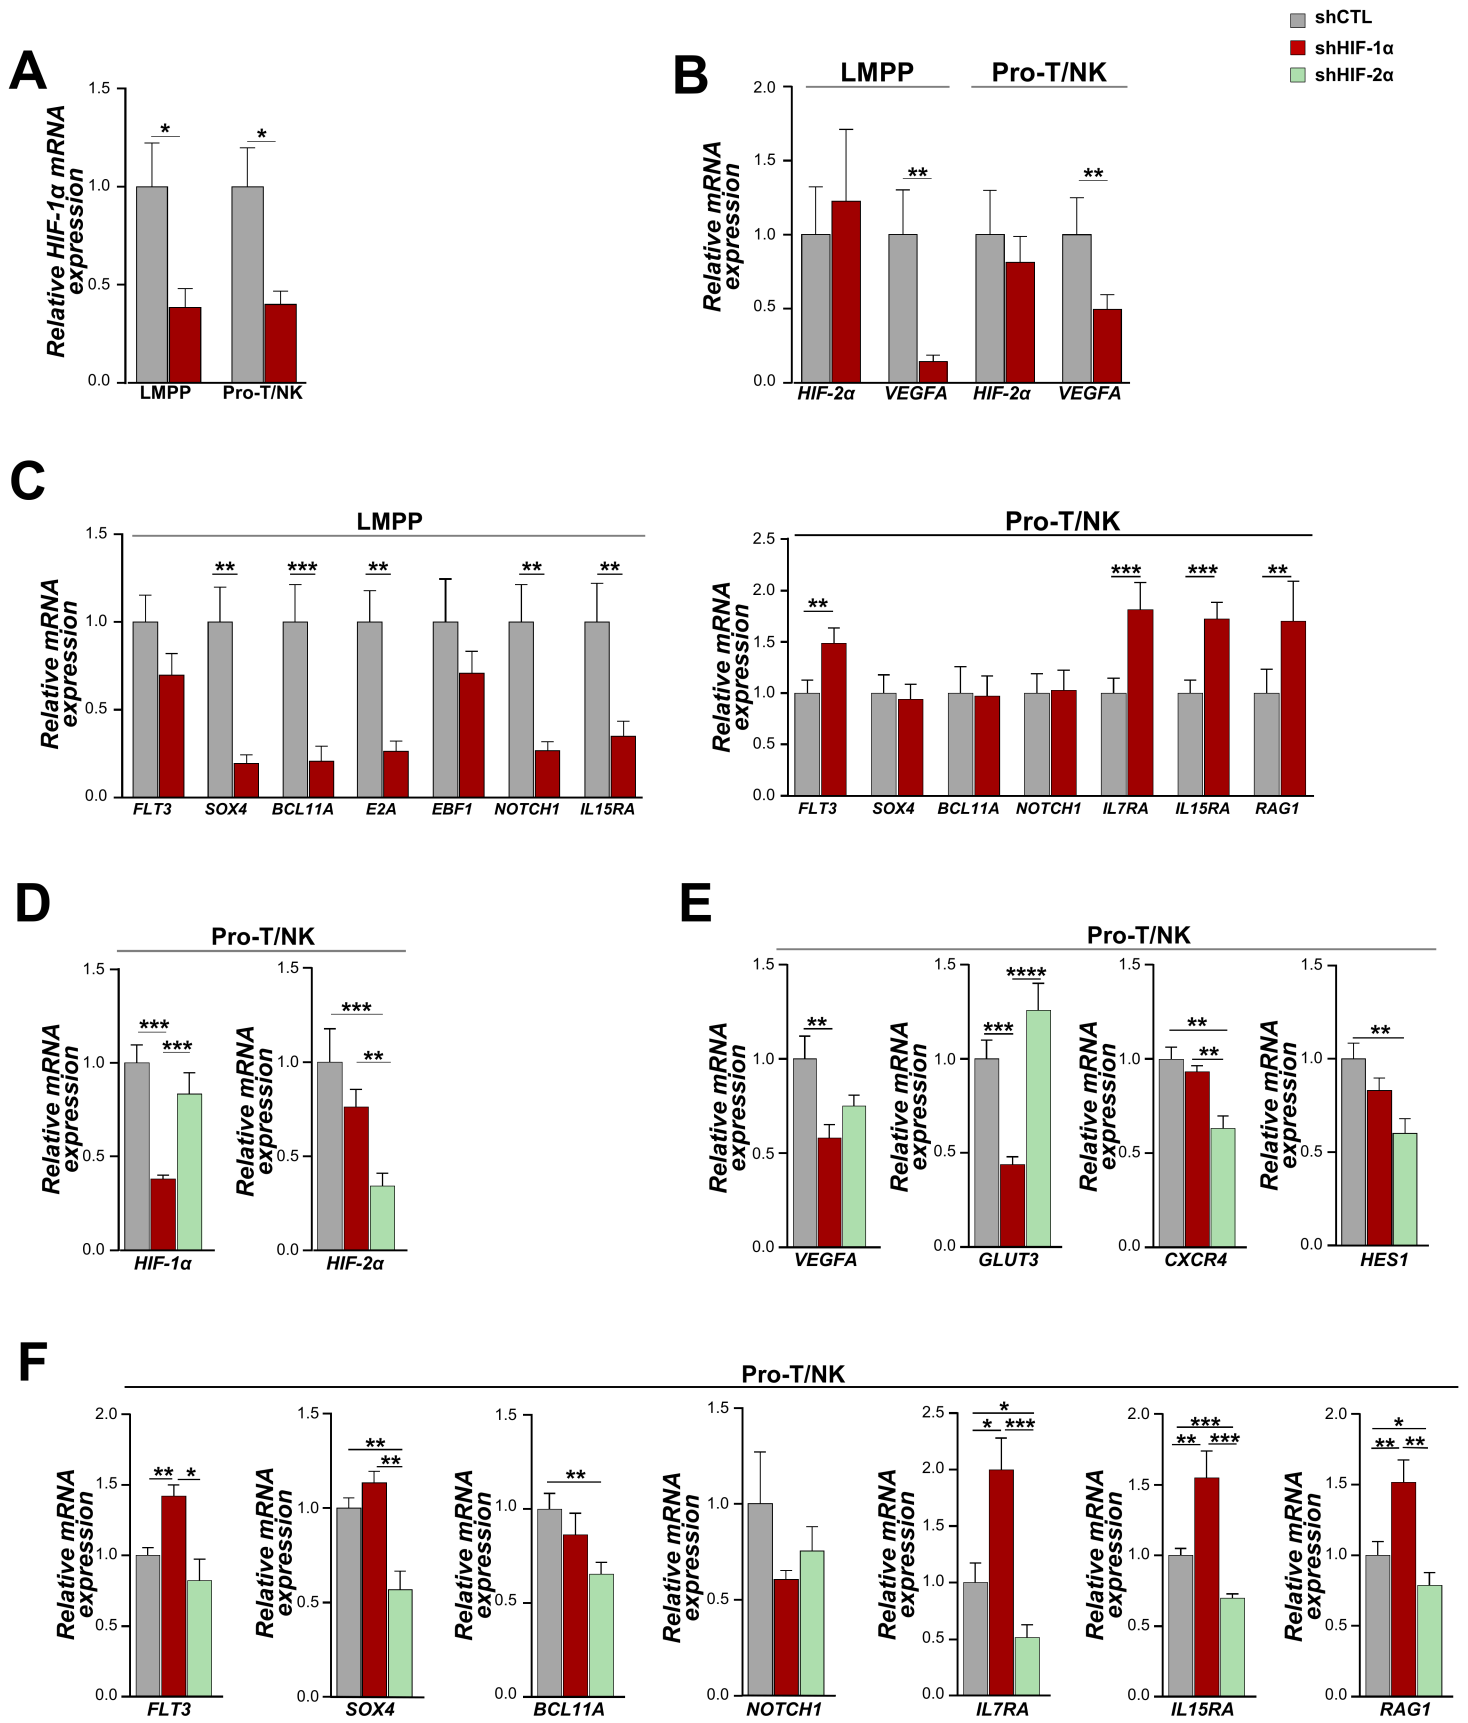 shCTL
shHIF-1α
shHIF-2α
A
Relative HIF-1α mRNA
expression
1.5
1.0
0.5
0.0
*
*
LMPP
Pro-T/NK
B
LMPP
Pro-T/NK
Relative mRNA
expression
2.0
1.5
1.0
0.5
0.0
**
**
HIF-2α
VEGFA
HIF-2α
VEGFA
C
LMPP
Relative mRNA
expression
1.5
1.0
0.5
0.0
**
***
**
**
**
FLT3
SOX4
BCL11A
E2A
EBF1
NOTCH1
IL15RA
Pro-T/NK
Relative mRNA
expression
2.5
2.0
1.5
1.0
0.5
0.0
**
***
***
**
FLT3
SOX4
BCL11A
NOTCH1
IL7RA
IL15RA
RAG1
D
Pro-T/NK
Relative mRNA
expression
1.5
1.0
0.5
0.0
***
***
HIF-1α
Relative mRNA
expression
1.5
1.0
0.5
0.0
***
**
HIF-2α
E
Pro-T/NK
Relative mRNA
expression
1.5
1.0
0.5
0.0
**
VEGFA
Relative mRNA
expression
1.5
1.0
0.5
0.0
****
***
GLUT3
Relative mRNA
expression
1.5
1.0
0.5
0.0
**
**
CXCR4
Relative mRNA
expression
1.5
1.0
0.5
0.0
**
HES1
F
Pro-T/NK
Relative mRNA
expression
2.0
1.5
1.0
0.5
0.0
** *
FLT3
Relative mRNA
expression
1.5
1.0
0.5
0.0
**
**
SOX4
Relative mRNA
expression
1.5
1.0
0.5
0.0
**
BCL11A
Relative mRNA
expression
1.5
1.0
0.5
0.0
NOTCH1
Relative mRNA
expression
2.5
2.0
1.5
1.0
0.5
0.0
*
* ***
IL7RA
Relative mRNA
expression
2.0
1.5
1.0
0.5
0.0
***
** ***
IL15RA
Relative mRNA
expression
2.0
1.5
1.0
0.5
0.0
*
** **
RAG1